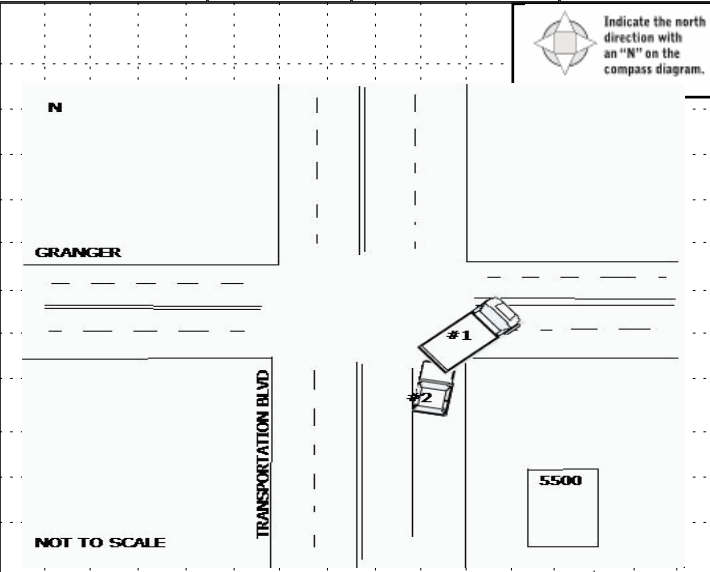 Indicate the north
direction with
an “N” on the
compass diagram.
N
GRANGER
#1
#2
TRANSPORTATION BLVD
5500
NOT TO SCALE